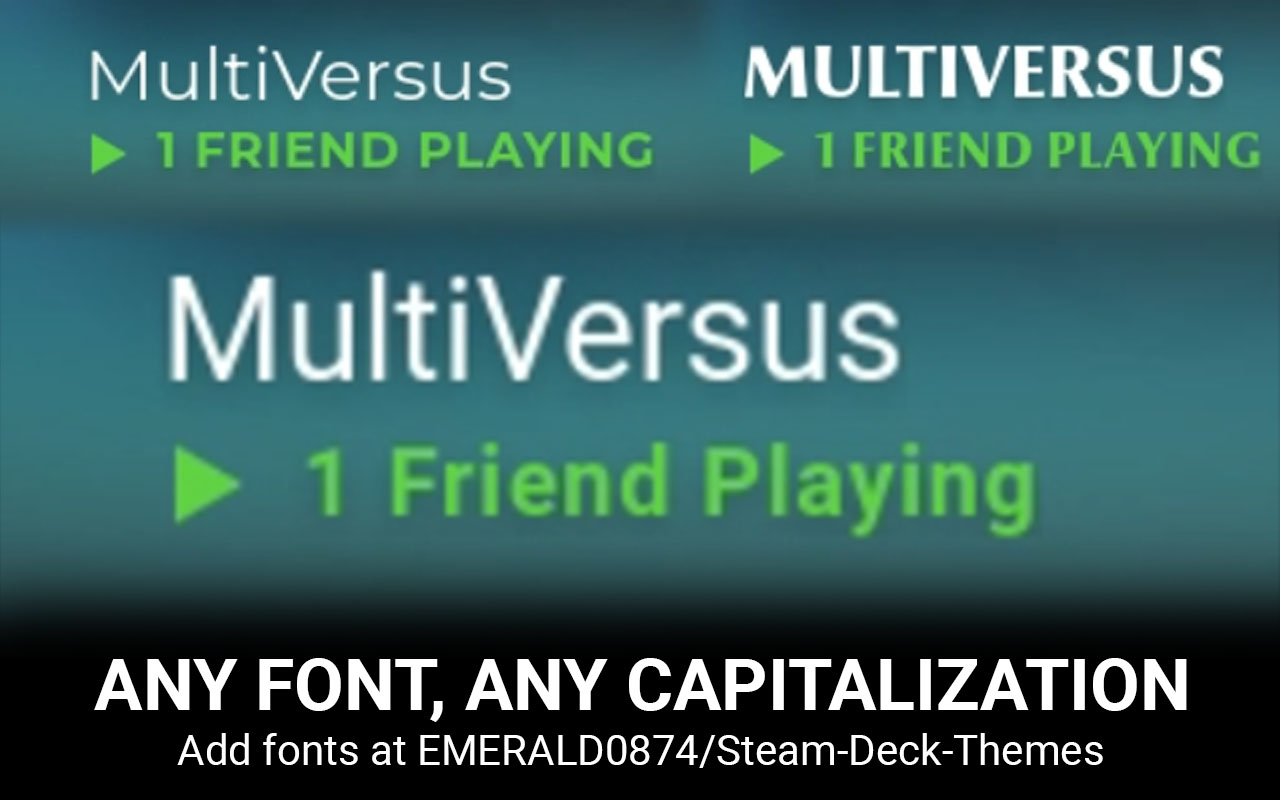 MultiVersus
1 FRIEND PLAYING
MULTIVERSUS
1 FRIEND PLAYING
MultiVersus
1 Friend Playing
ANY FONT, ANY CAPITALIZATION
Add fonts at EMERALD0874/Steam-Deck-Themes